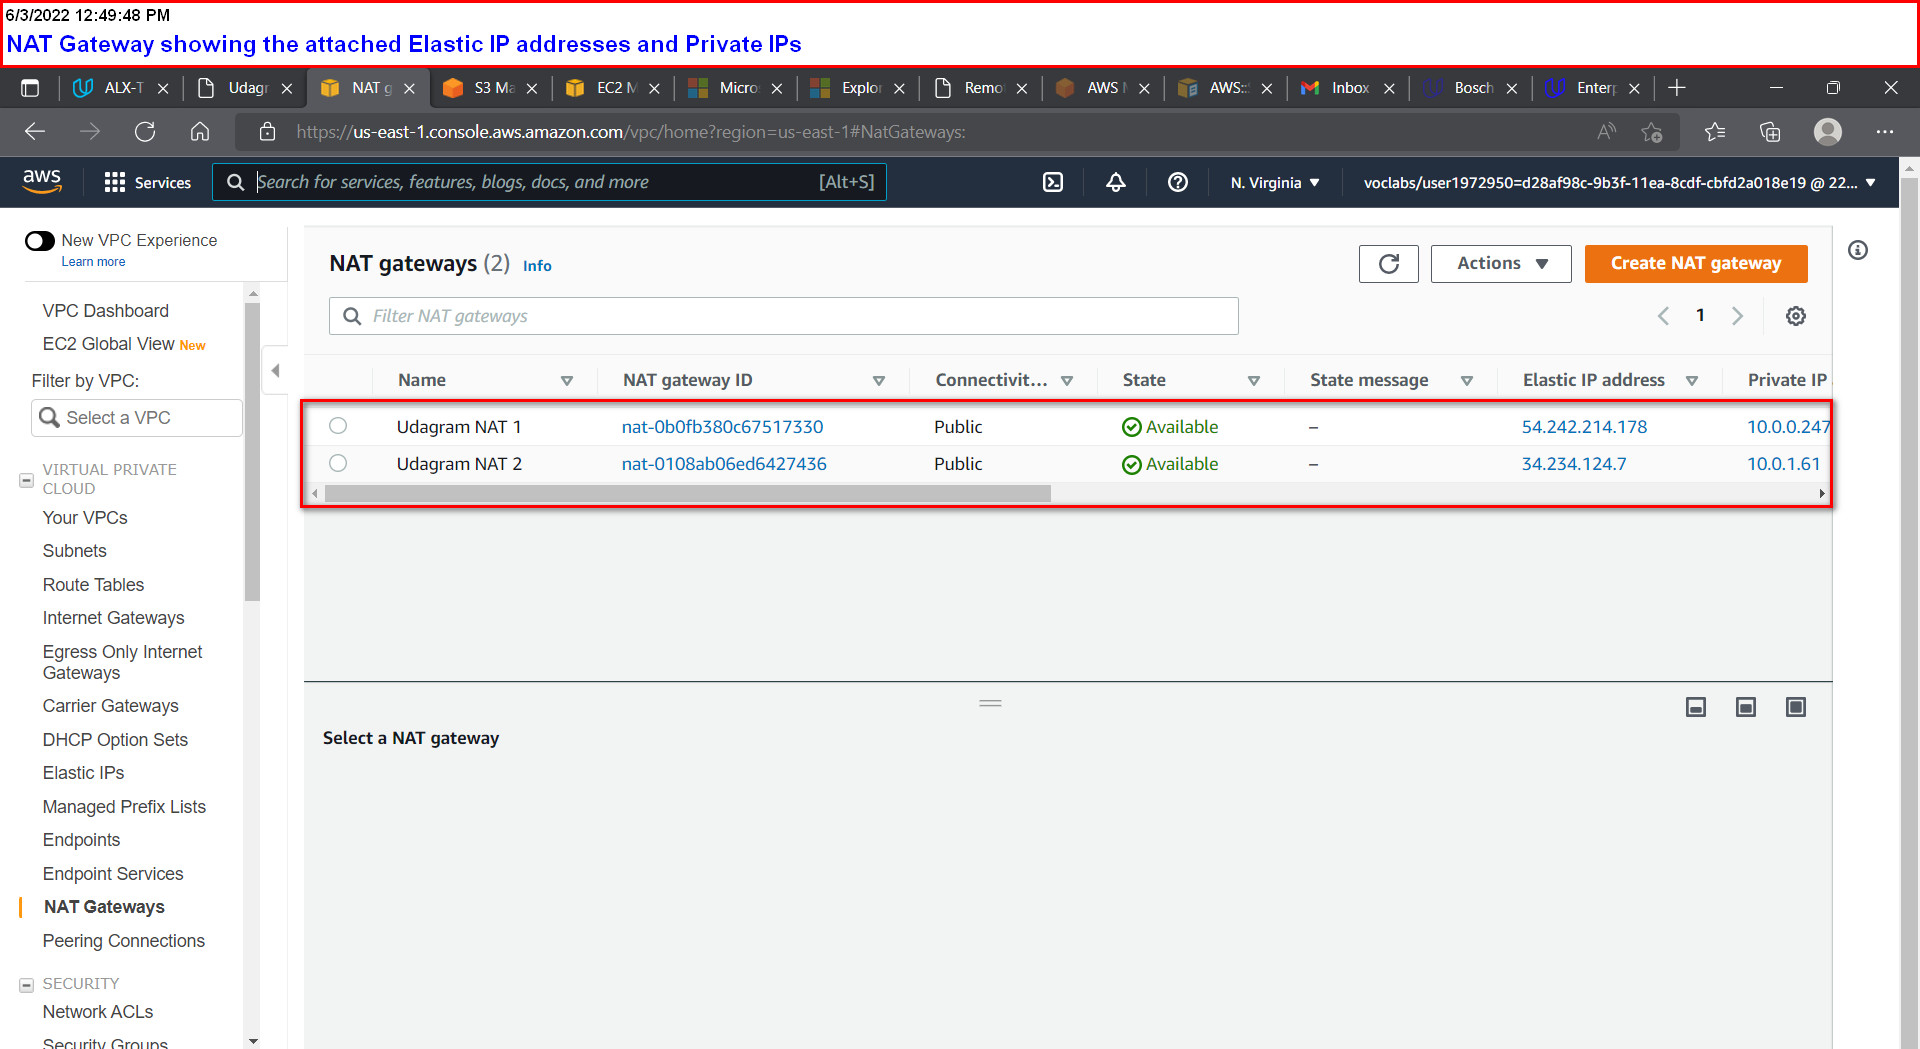 6/3/2022 12:49:48 PM
NAT Gateway showing the attached Elastic IP addresses and Private IPs
ALX-T
Udagr
NAT g
S3 Ma
EC2 M
Micro
Explor
Remo
AWS
AWS::
Inbox
Bosch
Enterp
https://us-east-1.console.aws.amazon.com/vpc/home?region=us-east-1#NatGateways:
aws
Services
Search for services, features, blogs, docs, and more
[Alt+S]
N. Virginia
voclabs/user1972950=d28af98c-9b3f-11ea-8cdf-cbfd2a018e19 @ 22...
New VPC Experience
Learn more
VPC Dashboard
EC2 Global View New
Filter by VPC:
Select a VPC
VIRTUAL PRIVATE
CLOUD
Your VPCs
Subnets
Route Tables
Internet Gateways
Egress Only Internet
Gateways
Carrier Gateways
DHCP Option Sets
Elastic IPs
Managed Prefix Lists
Endpoints
Endpoint Services
NAT Gateways
Peering Connections
SECURITY
Network ACLs
Security Groups
NAT gateways (2) Info
Actions
Create NAT gateway
Filter NAT gateways
1
Name NAT gateway ID Connectivit... State State message Elastic IP address Private IP
Udagram NAT 1 nat-0b0fb380c67517330 Public Available – 54.242.214.178 10.0.0.247
Udagram NAT 2 nat-0108ab06ed6427436 Public Available – 34.234.124.7 10.0.1.61
Select a NAT gateway